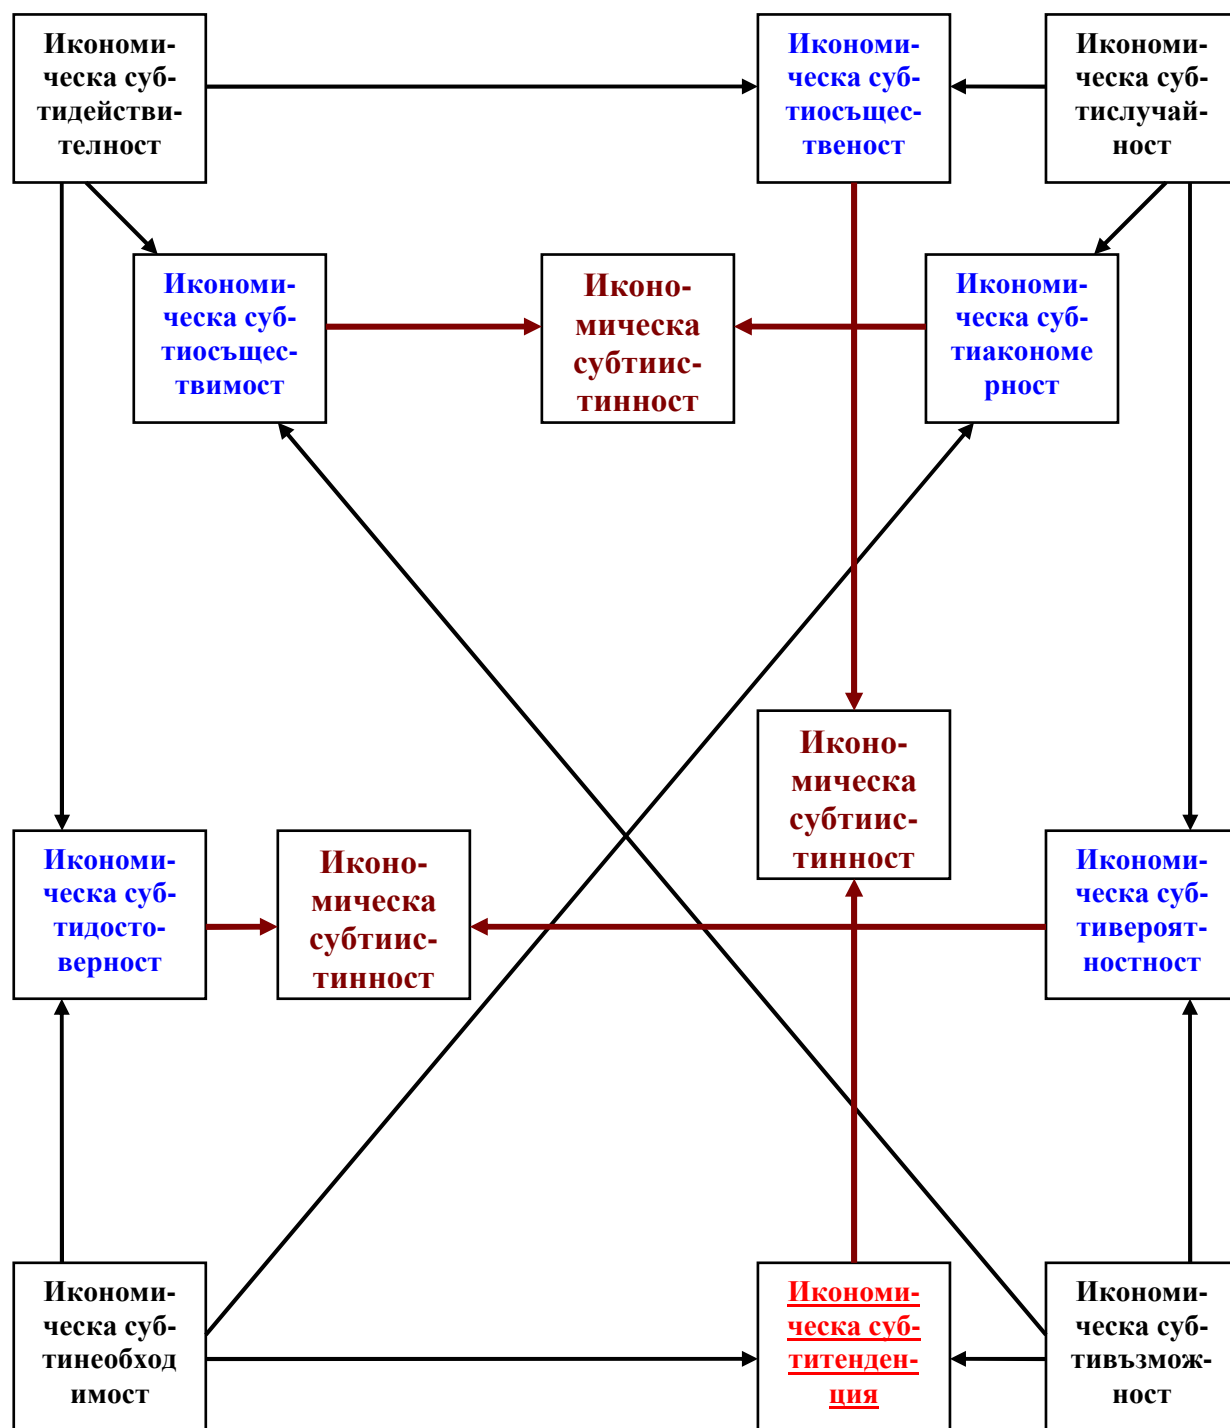 Икономи-
ческа суб-
тидействи-
телност
Икономи-
ческа суб-
тиосъщес-
твеност
Икономи-
ческа суб-
тислучай-
ност
Икономи-
ческа суб-
тиосъщес-
твимост
Иконо-
мическа
субтиис-
тинност
Икономи-
ческа суб-
тиакономе
рност
Иконо-
мическа
субтиис-
тинност
Икономи-
ческа суб-
тидосто-
верност
Иконо-
мическа
субтиис-
тинност
Икономи-
ческа суб-
тивероят-
ностност
Икономи-
ческа суб-
тинеобход
имост
Икономи-
ческа суб-
титенден-
ция
Икономи-
ческа суб-
тивъзмож-
ност